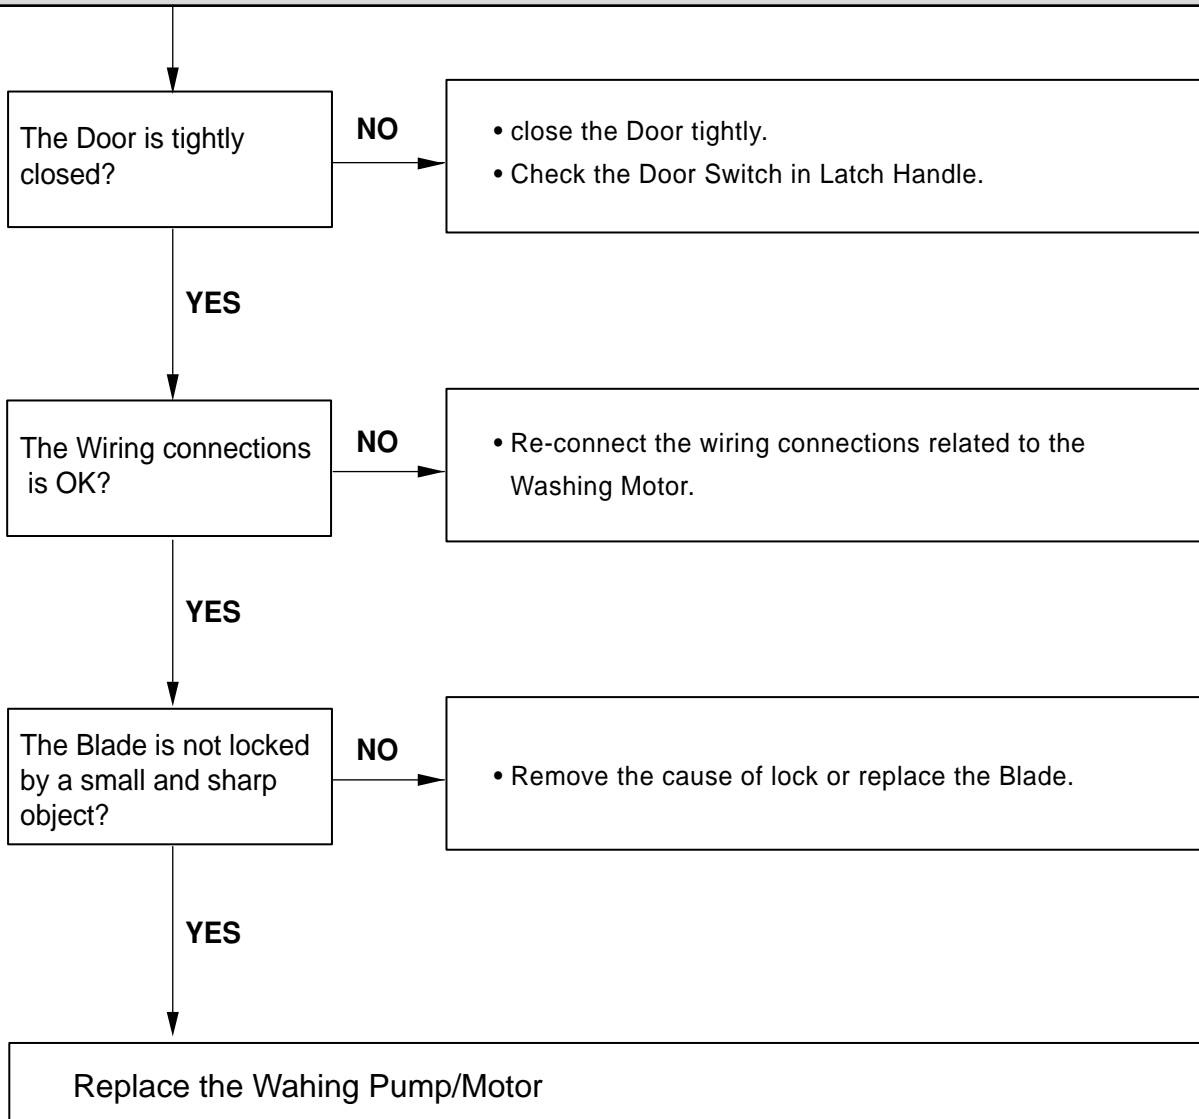 The Door is tightly
closed?
NO
• close the Door tightly.
• Check the Door Switch in Latch Handle.
YES
The Wiring connections
is OK?
NO
• Re-connect the wiring connections related to the
Washing Motor.
YES
The Blade is not locked
by a small and sharp
object?
NO
• Remove the cause of lock or replace the Blade.
YES
Replace the Wahing Pump/Motor